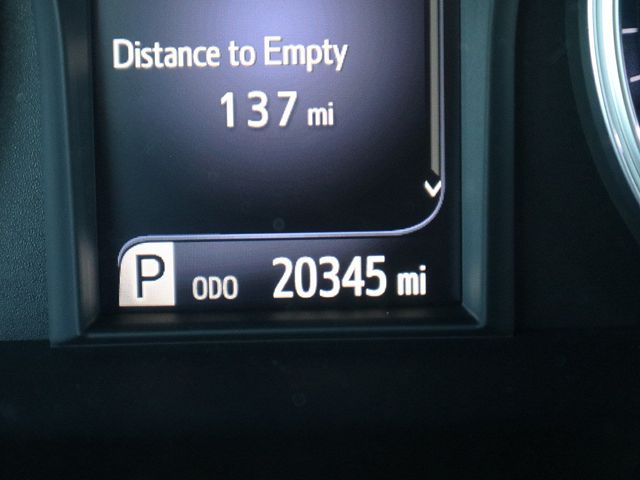 Distance to Empty
137 mi
P ODO 20345 mi